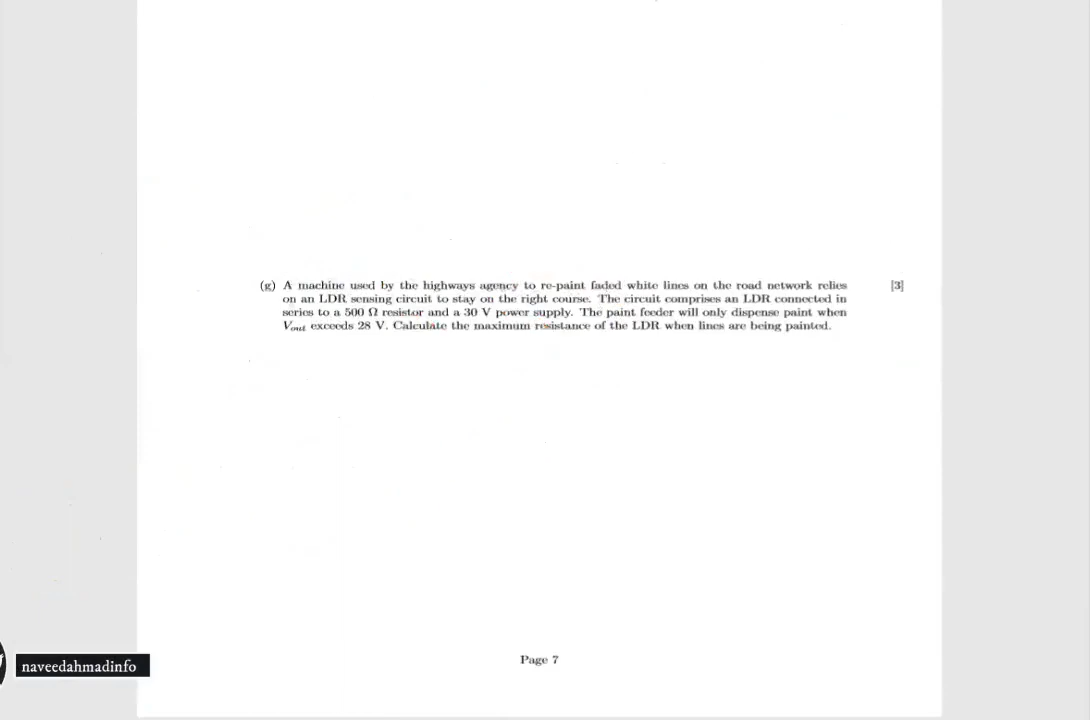 (g) A machine used by the highways agency to re-paint faded white lines on the road network relies [3]
on an LDR sensing circuit to stay on the right course. The circuit comprises an LDR connected in
series to a 500 Ω resistor and a 30 V power supply. The paint feeder will only dispense paint when
Vout exceeds 28 V. Calculate the maximum resistance of the LDR when lines are being painted.
naveedahmadinfo
Page 7